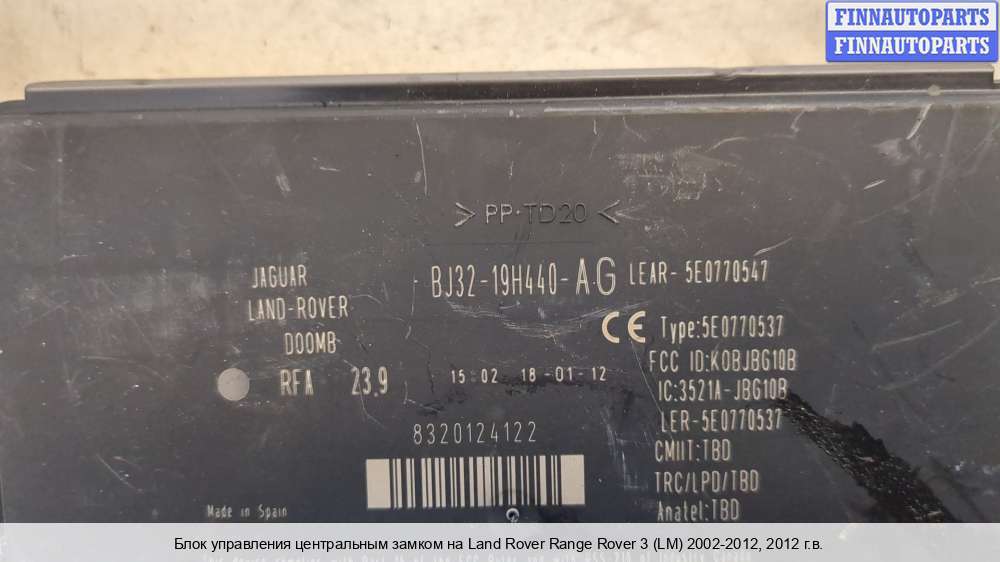 FINNAUTOPARTS
FINNAUTOPARTS
> PP-TD20 <
JAGUAR
LAND-ROVER
DOOMB
RFA 23.9
BJ32-19H440-AG LEAR- 5E0770547
CE Type:5E0770537
FCC ID:KOBJBG10B
IC:3521A-JBG10B
LER-5E0770537
CMIIT:TBD
TRC/LPD/TBD
Anatel:TBD
15:02 18-01-12
8320124122
Made in Spain
Блок управления центральным замком на Land Rover Range Rover 3 (LM) 2002-2012, 2012 г.в.